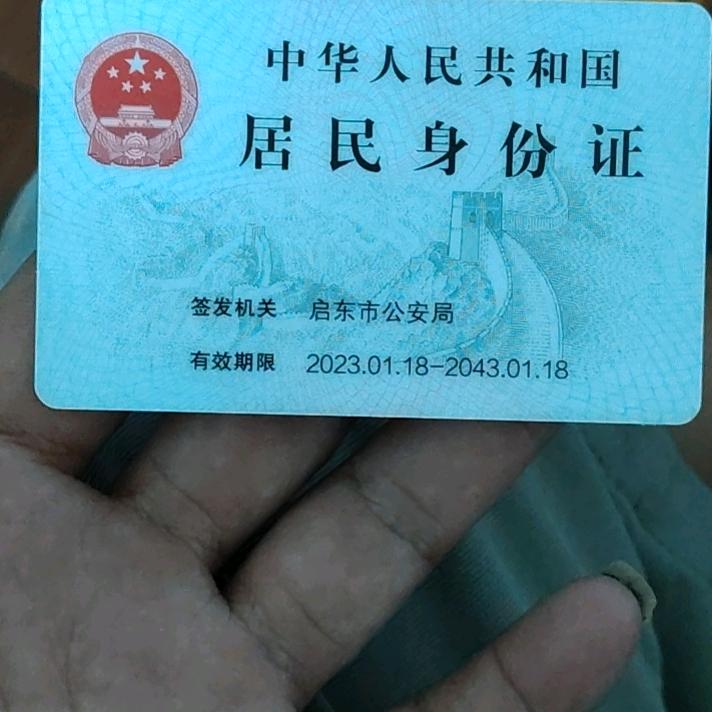 中华人民共和国
居民身份证
签发机关 启东市公安局
有效期限 2023.01.18-2043.01.18